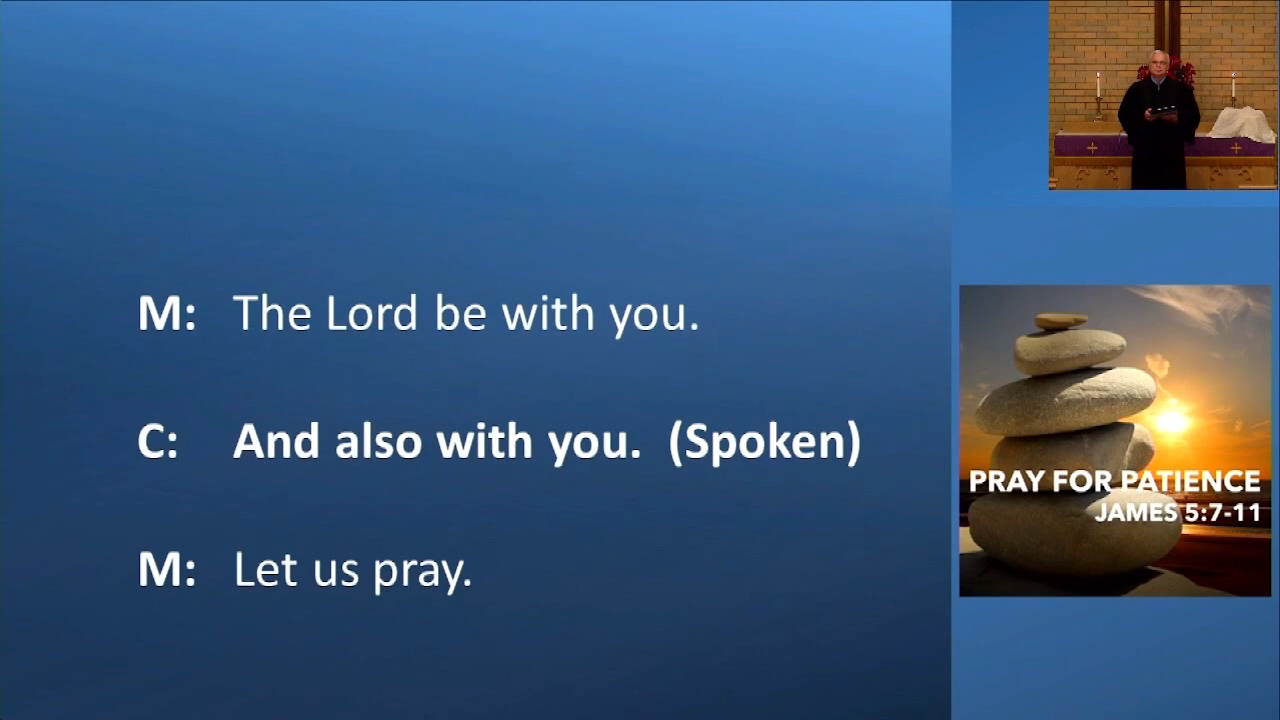 M: The Lord be with you.
C: And also with you. (Spoken)
M: Let us pray.
PRAY FOR PATIENCE
JAMES 5:7-11